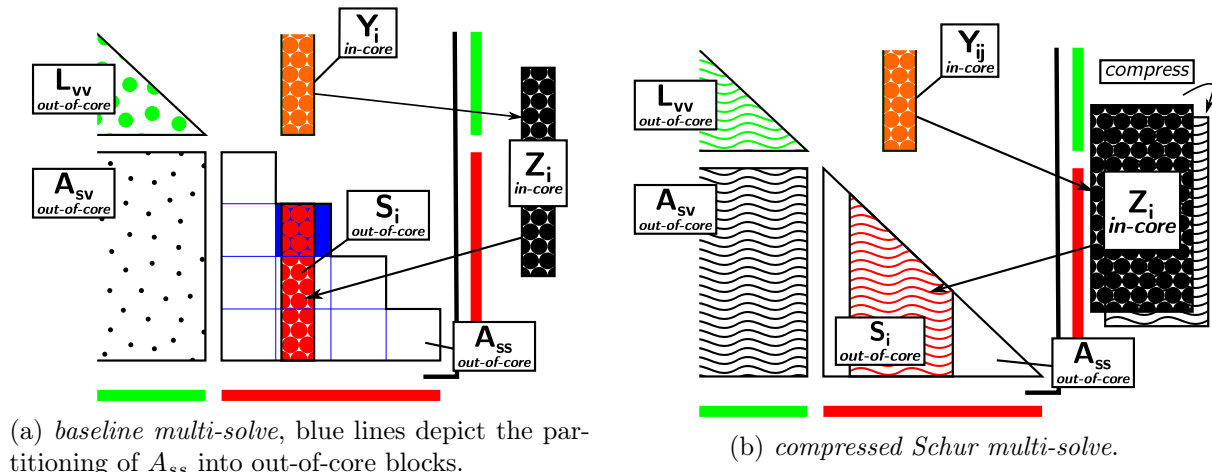 Y_i
in-core
L_vv
out-of-core
A_sv
out-of-core
S_i
out-of-core
Z_i
in-core
A_ss
out-of-core
(a) baseline multi-solve, blue lines depict the par-
titioning of A_ss into out-of-core blocks.
Y_ij
in-core
compress
L_vv
out-of-core
A_sv
out-of-core
Z_i
in-core
S_i
out-of-core
A_ss
out-of-core
(b) compressed Schur multi-solve.